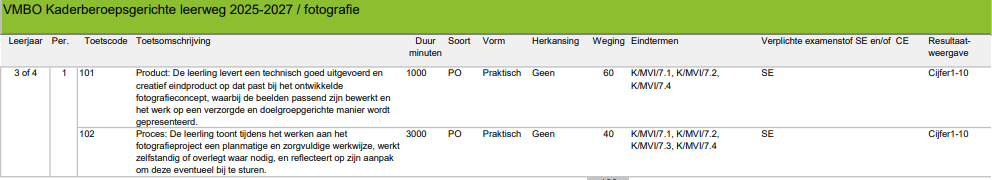 VMBO Kaderberoepsgerichte leerweg 2025-2027 / fotografie
Leerjaar Per. Toetscode Toetsomschrijving Duur minuten Soort Vorm Herkansing Weging Eindtermen Verplichte examenstof SE en/of CE Resultaat-weergave
3 of 4 1 101 Product: De leerling levert een technisch goed uitgevoerd en 1000 PO Praktisch Geen 60 K/MVI/7.1, K/MVI/7.2, SE Cijfer1-10
creatief eindproduct op dat past bij het ontwikkelde K/MVI/7.4
fotografieconcept, waarbij de beelden passend zijn bewerkt en
het werk op een verzorgde en doelgroepgerichte manier wordt
gepresenteerd.
102 Proces: De leerling toont tijdens het werken aan het 3000 PO Praktisch Geen 40 K/MVI/7.1, K/MVI/7.2, SE Cijfer1-10
fotografieproject een planmatige en zorgvuldige werkwijze, werkt K/MVI/7.3, K/MVI/7.4
zelfstandig of overlegt waar nodig, en reflecteert op zijn aanpak
om deze eventueel bij te sturen.